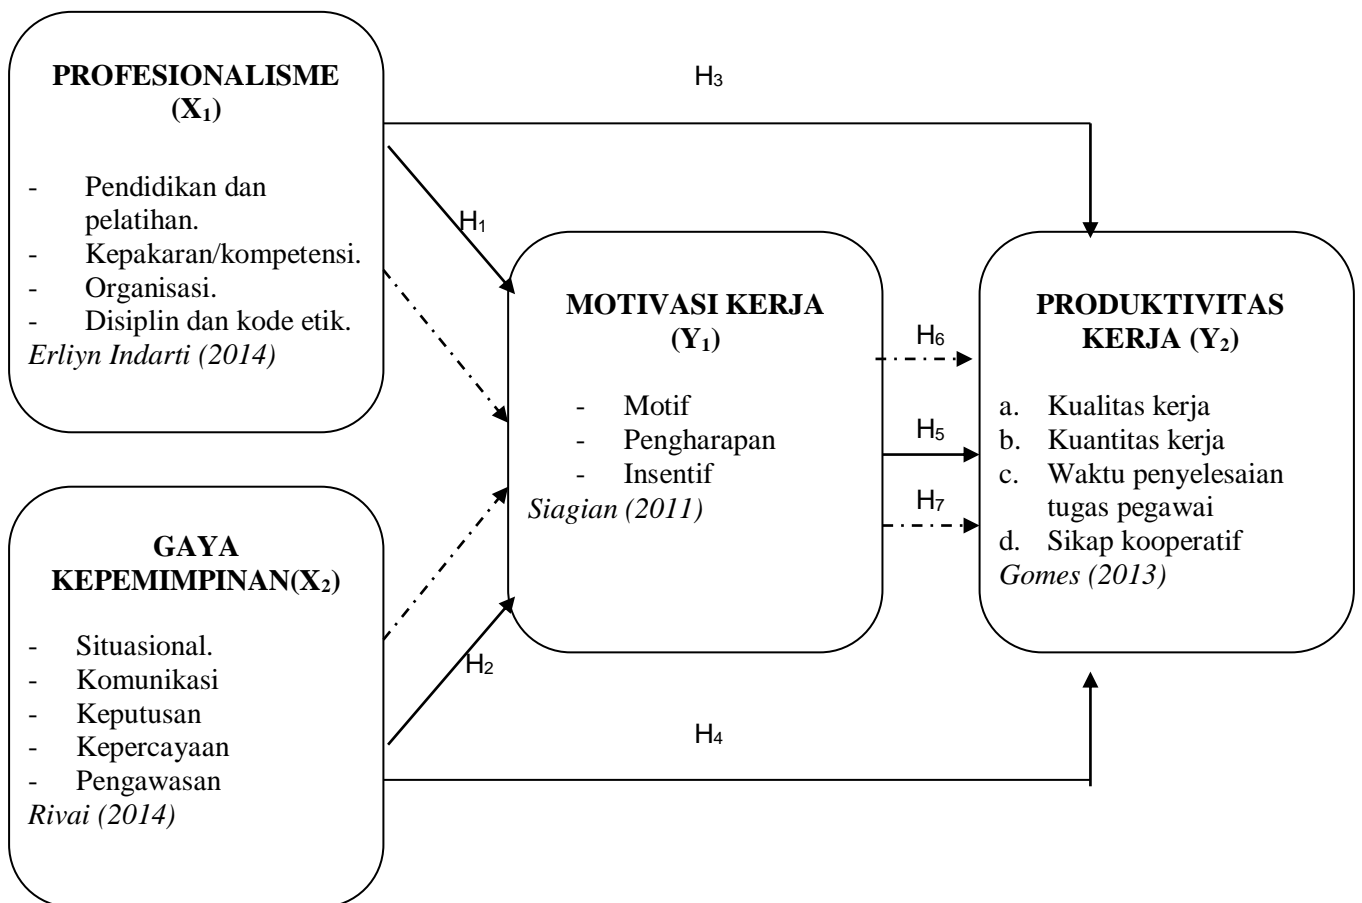 PROFESIONALISME
(X₁)
- Pendidikan dan
pelatihan.
- Kepakaran/kompetensi.
- Organisasi.
- Disiplin dan kode etik.
Erliyn Indarti (2014)
H₃
H₁
MOTIVASI KERJA
(Y₁)
- Motif
- Pengharapan
- Insentif
Siagian (2011)
H₆
H₅
H₇
PRODUKTIVITAS
KERJA (Y₂)
a. Kualitas kerja
b. Kuantitas kerja
c. Waktu penyelesaian
tugas pegawai
d. Sikap kooperatif
Gomes (2013)
GAYA
KEPEMIMPINAN(X₂)
- Situasional.
- Komunikasi
- Keputusan
- Kepercayaan
- Pengawasan
Rivai (2014)
H₂
H₄